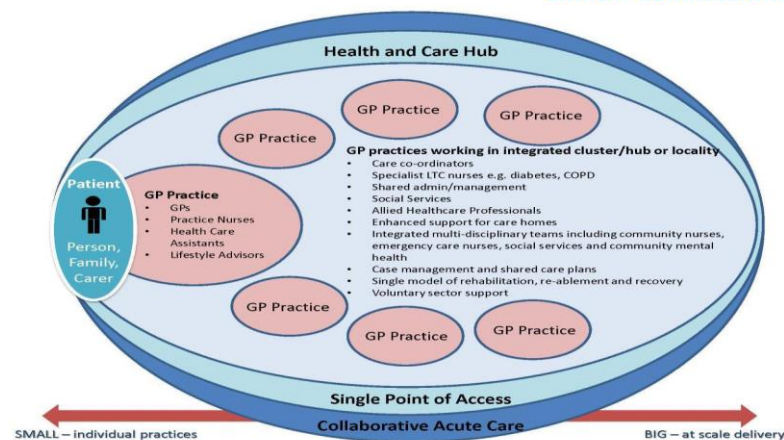 Health and Care Hub
GP Practice
GP Practice
GP Practice
GP practices working in integrated cluster/hub or locality
• Care co-ordinators
• Specialist LTC nurses e.g. diabetes, COPD
• Shared admin/management
• Social Services
• Allied Healthcare Professionals
• Enhanced support for care homes
• Integrated multi-disciplinary teams including community nurses,
emergency care nurses, social services and community mental
health
• Case management and shared care plans
• Single model of rehabilitation, re-ablement and recovery
• Voluntary sector support
Patient
Person,
Family,
Carer
GP Practice
• GPs
• Practice Nurses
• Health Care
Assistants
• Lifestyle Advisors
GP Practice
GP Practice
GP Practice
Single Point of Access
Collaborative Acute Care
SMALL – individual practices
BIG – at scale delivery